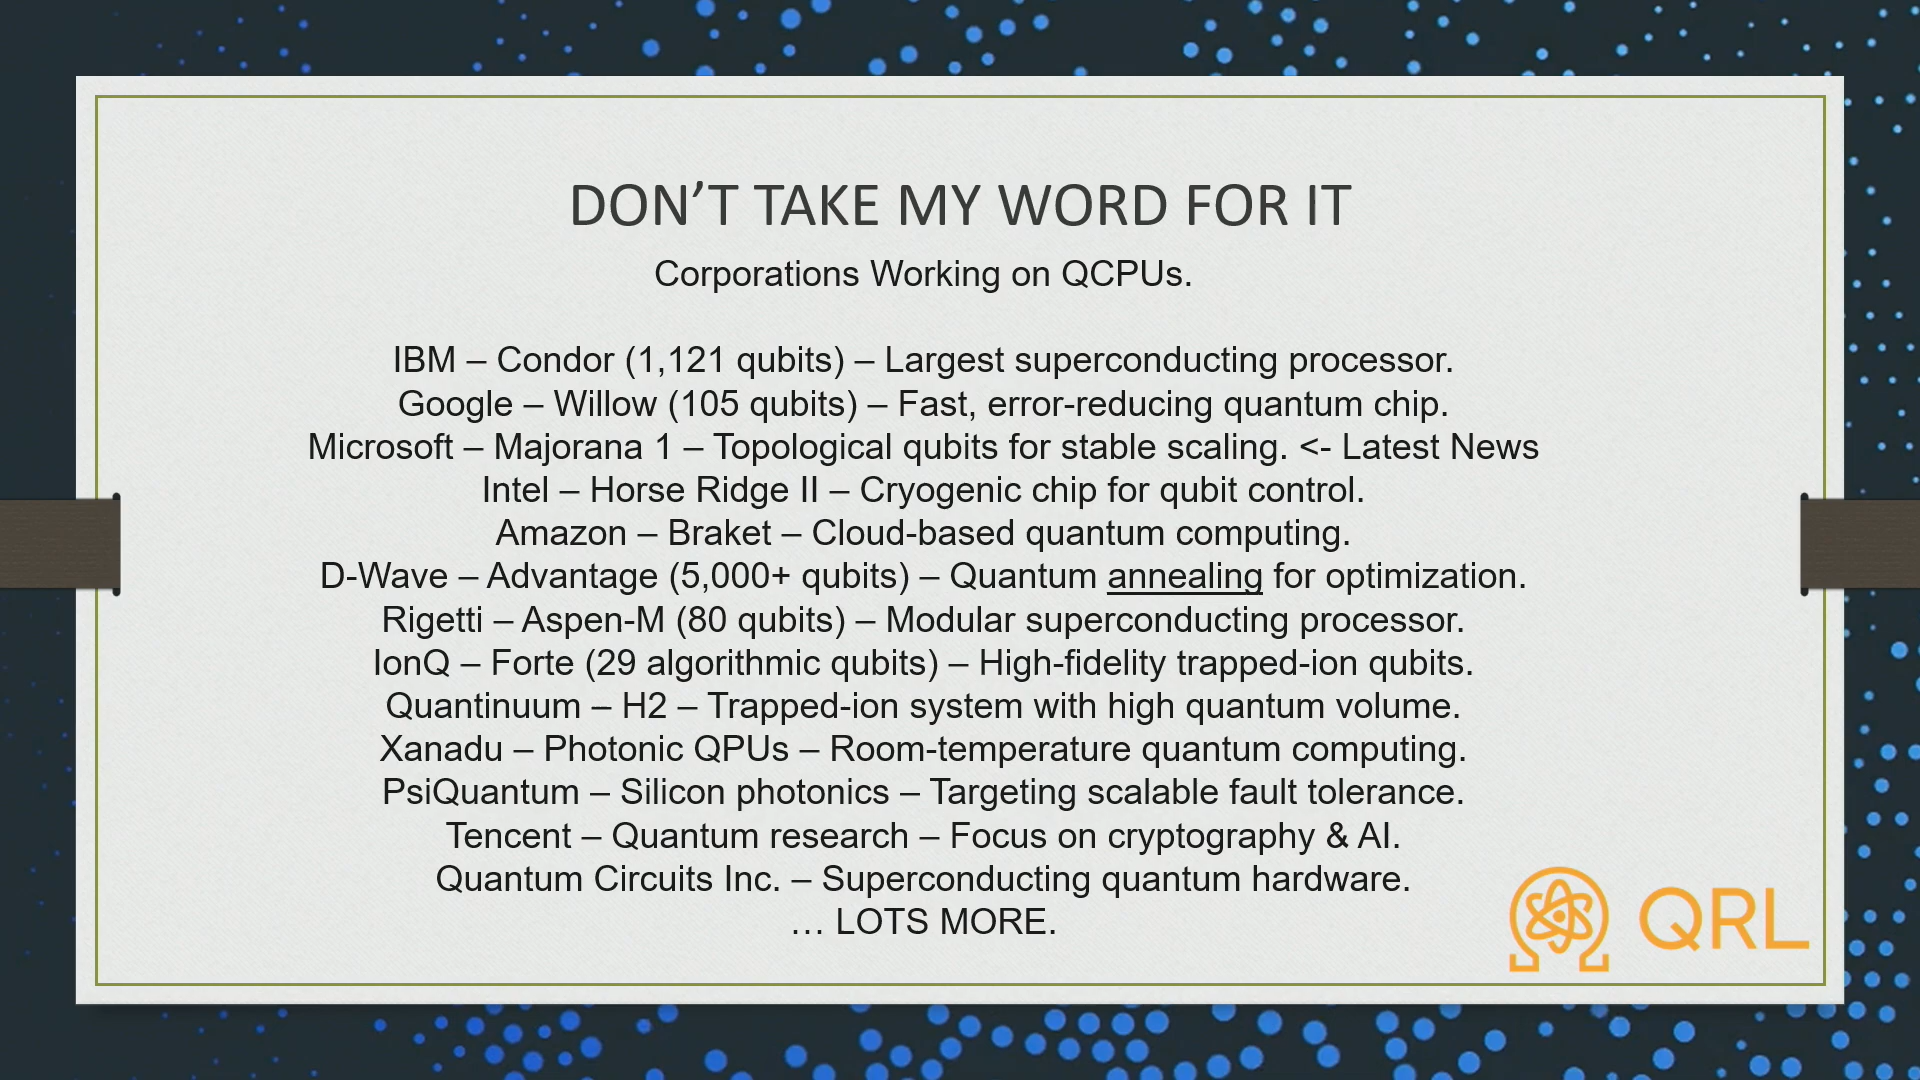 DON’T TAKE MY WORD FOR IT
Corporations Working on QCPUs.
IBM – Condor (1,121 qubits) – Largest superconducting processor.
Google – Willow (105 qubits) – Fast, error-reducing quantum chip.
Microsoft – Majorana 1 – Topological qubits for stable scaling. <- Latest News
Intel – Horse Ridge II – Cryogenic chip for qubit control.
Amazon – Braket – Cloud-based quantum computing.
D-Wave – Advantage (5,000+ qubits) – Quantum annealing for optimization.
Rigetti – Aspen-M (80 qubits) – Modular superconducting processor.
IonQ – Forte (29 algorithmic qubits) – High-fidelity trapped-ion qubits.
Quantinuum – H2 – Trapped-ion system with high quantum volume.
Xanadu – Photonic QPUs – Room-temperature quantum computing.
PsiQuantum – Silicon photonics – Targeting scalable fault tolerance.
Tencent – Quantum research – Focus on cryptography & AI.
Quantum Circuits Inc. – Superconducting quantum hardware.
… LOTS MORE.
QRL